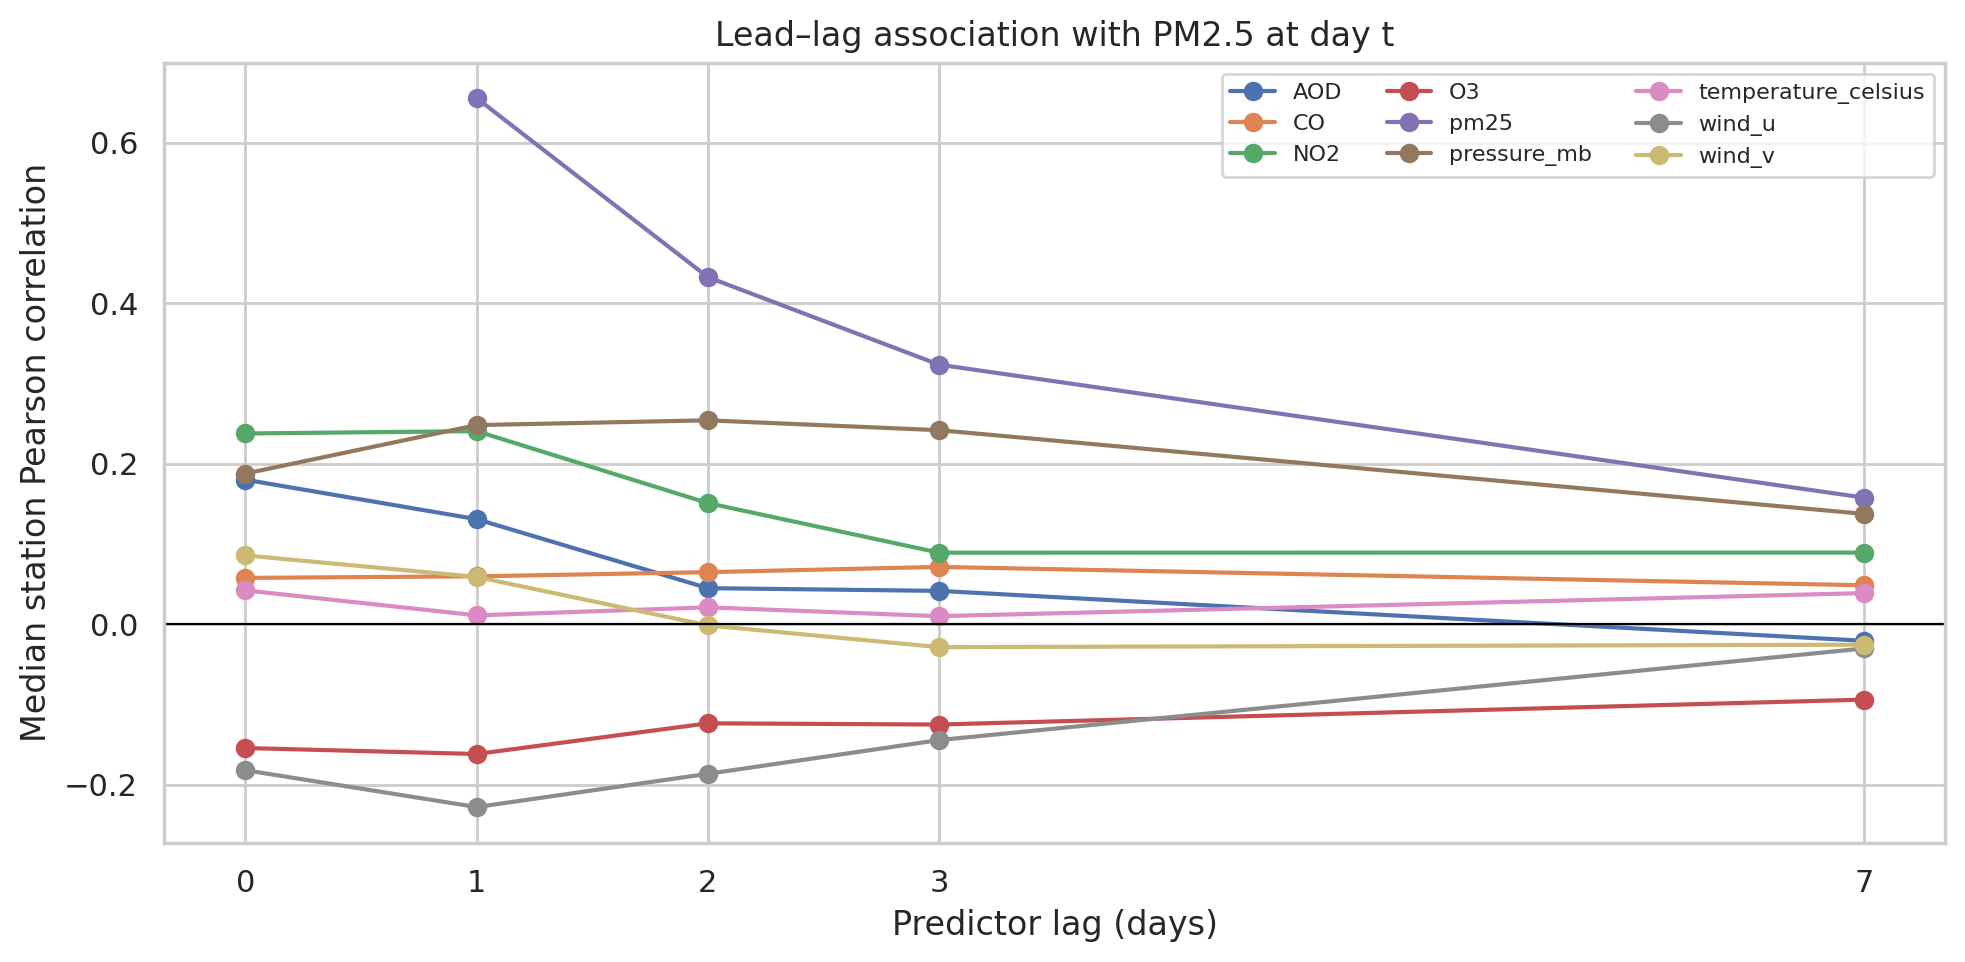 Lead–lag association with PM2.5 at day t
AOD
CO
NO2
O3
pm25
pressure_mb
temperature_celsius
wind_u
wind_v
Median station Pearson correlation
0.6
0.4
0.2
0.0
−0.2
0 1 2 3 7
Predictor lag (days)